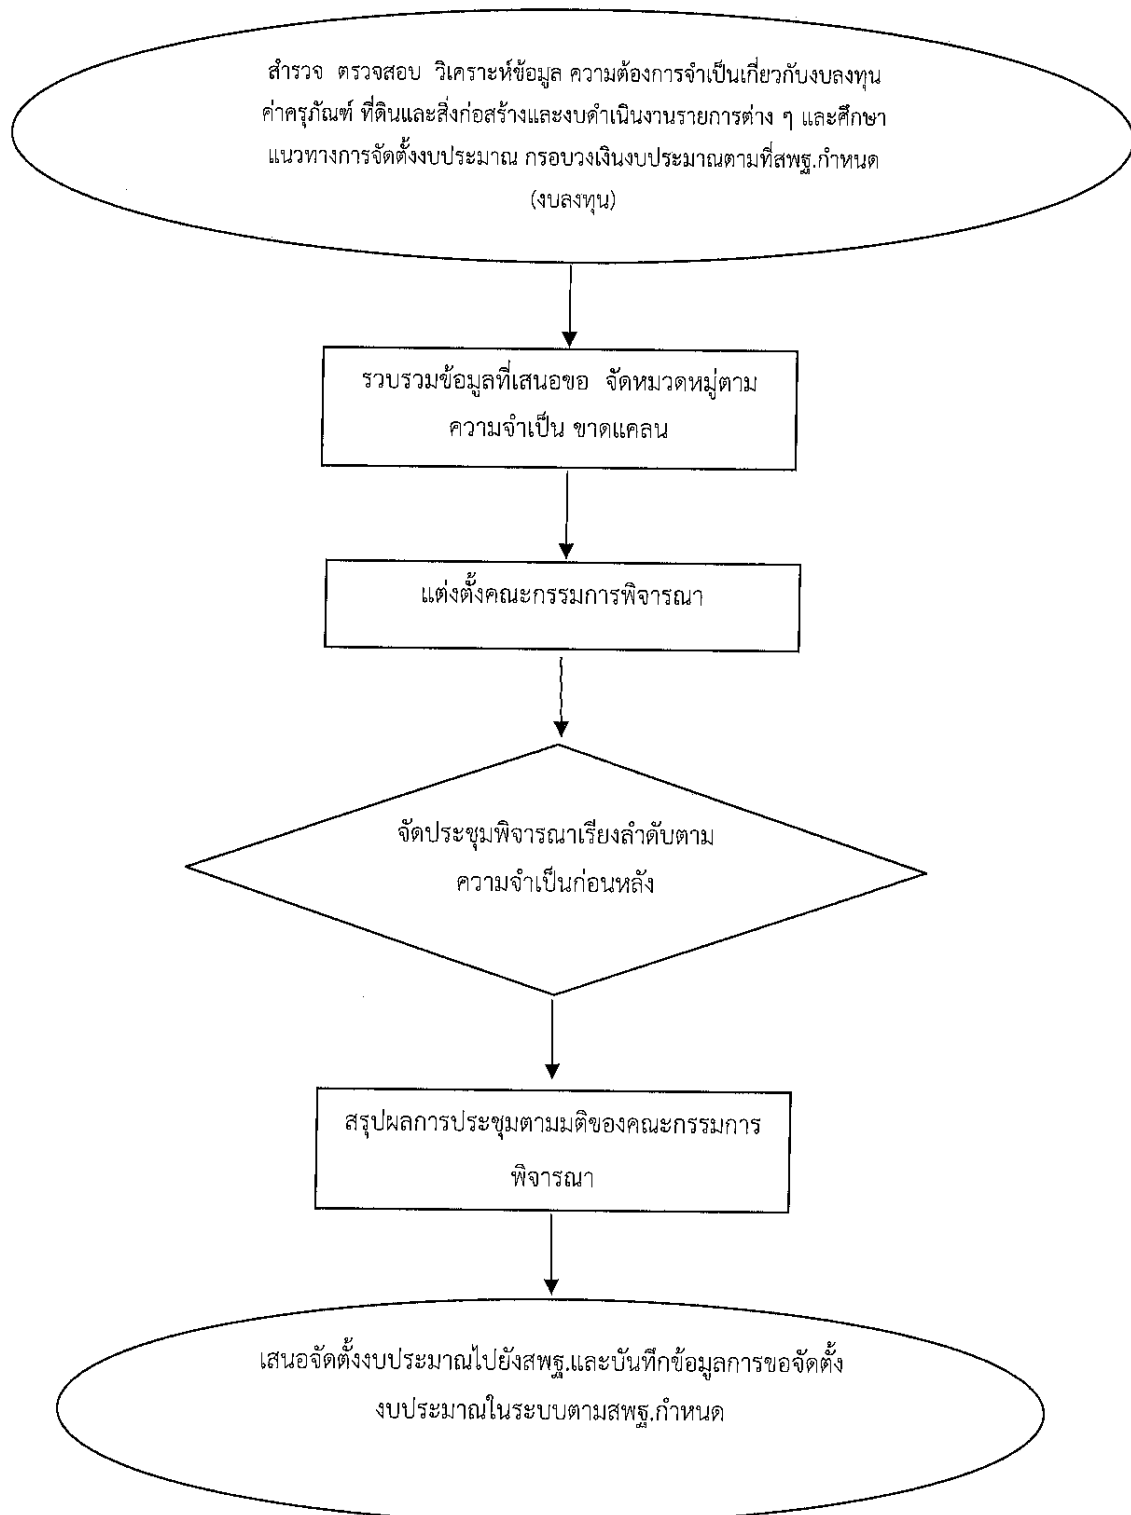 สำรวจ ตรวจสอบ วิเคราะห์ข้อมูล ความต้องการจำเป็นเกี่ยวกับงบลงทุน
ค่าครุภัณฑ์ ที่ดินและสิ่งก่อสร้างและงบดำเนินงานรายการต่าง ๆ และศึกษา
แนวทางการจัดตั้งงบประมาณ กรอบวงเงินงบประมาณตามที่สพฐ.กำหนด
(งบลงทุน)
รวบรวมข้อมูลที่เสนอขอ จัดหมวดหมู่ตาม
ความจำเป็น ขาดแคลน
แต่งตั้งคณะกรรมการพิจารณา
จัดประชุมพิจารณาเรียงลำดับตาม
ความจำเป็นก่อนหลัง
สรุปผลการประชุมตามมติของคณะกรรมการ
พิจารณา
เสนอจัดตั้งงบประมาณไปยังสพฐ.และบันทึกข้อมูลการขอจัดตั้ง
งบประมาณในระบบตามสพฐ.กำหนด